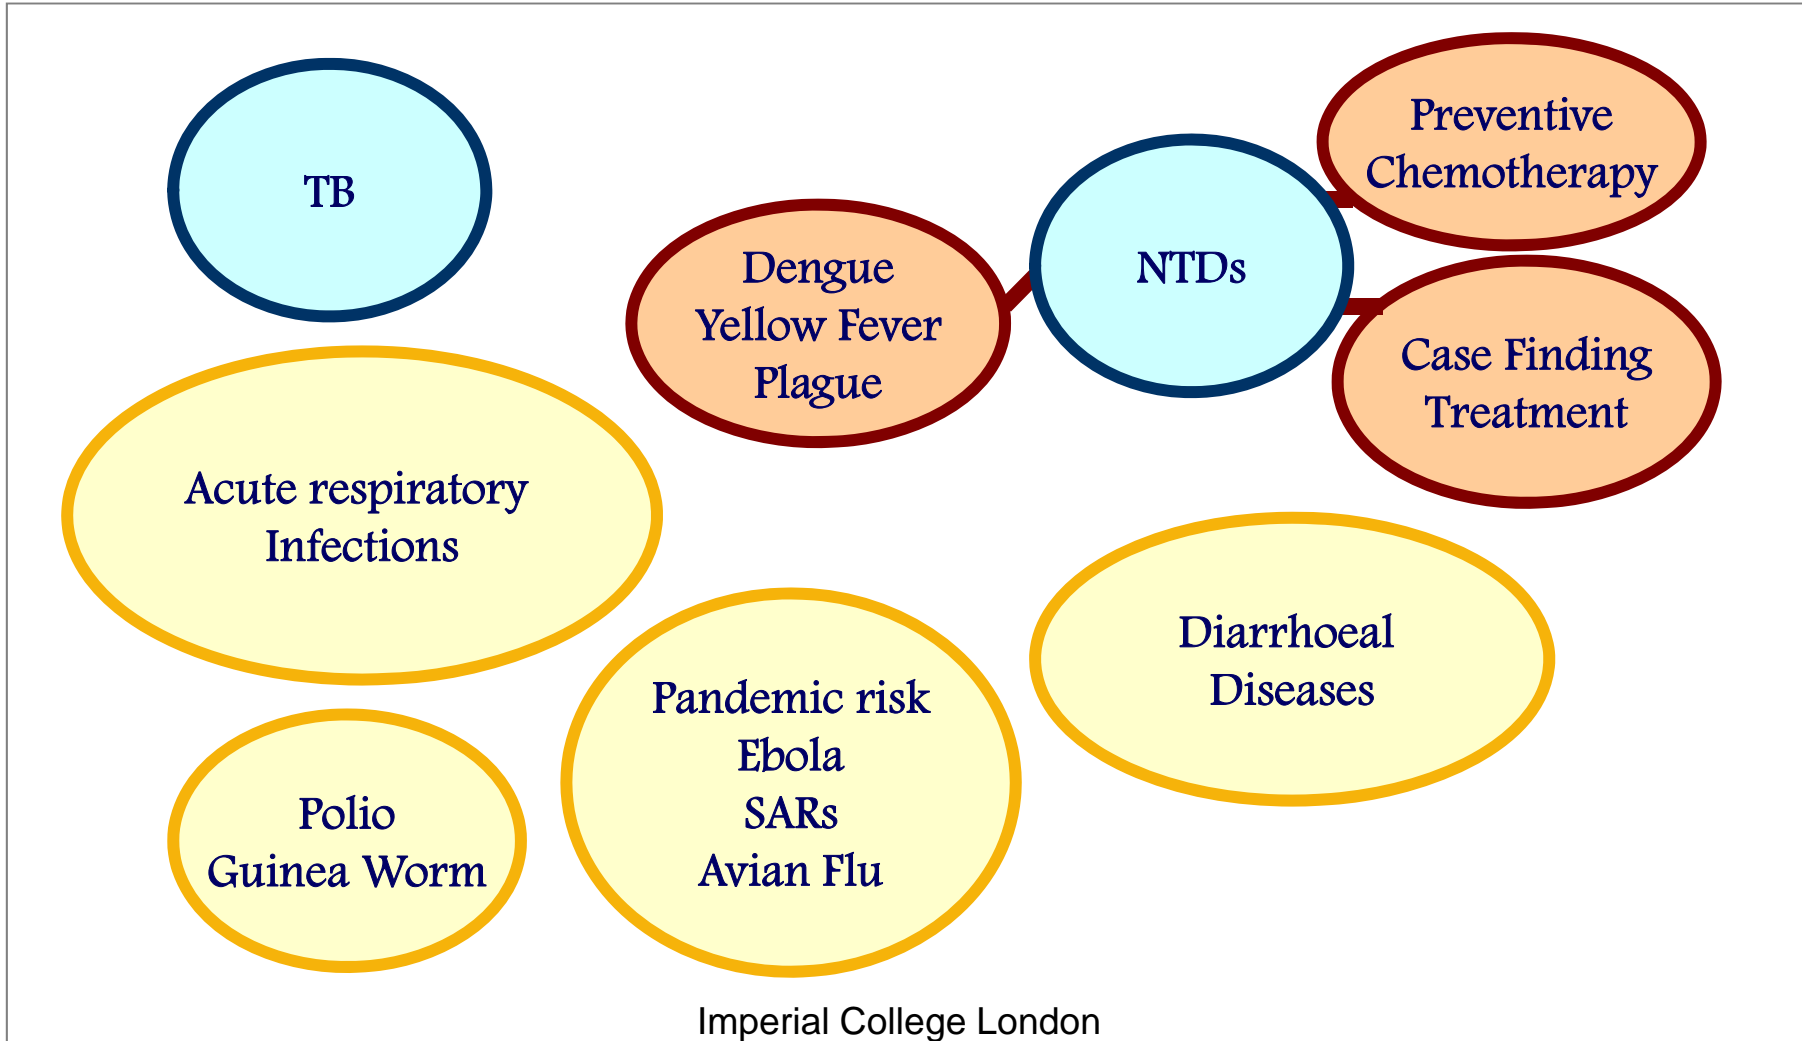 TB
Preventive
Chemotherapy
NTDs
Dengue
Yellow Fever
Plague
Case Finding
Treatment
Acute respiratory
Infections
Diarrhoeal
Diseases
Pandemic risk
Ebola
SARs
Avian Flu
Polio
Guinea Worm
Imperial College London